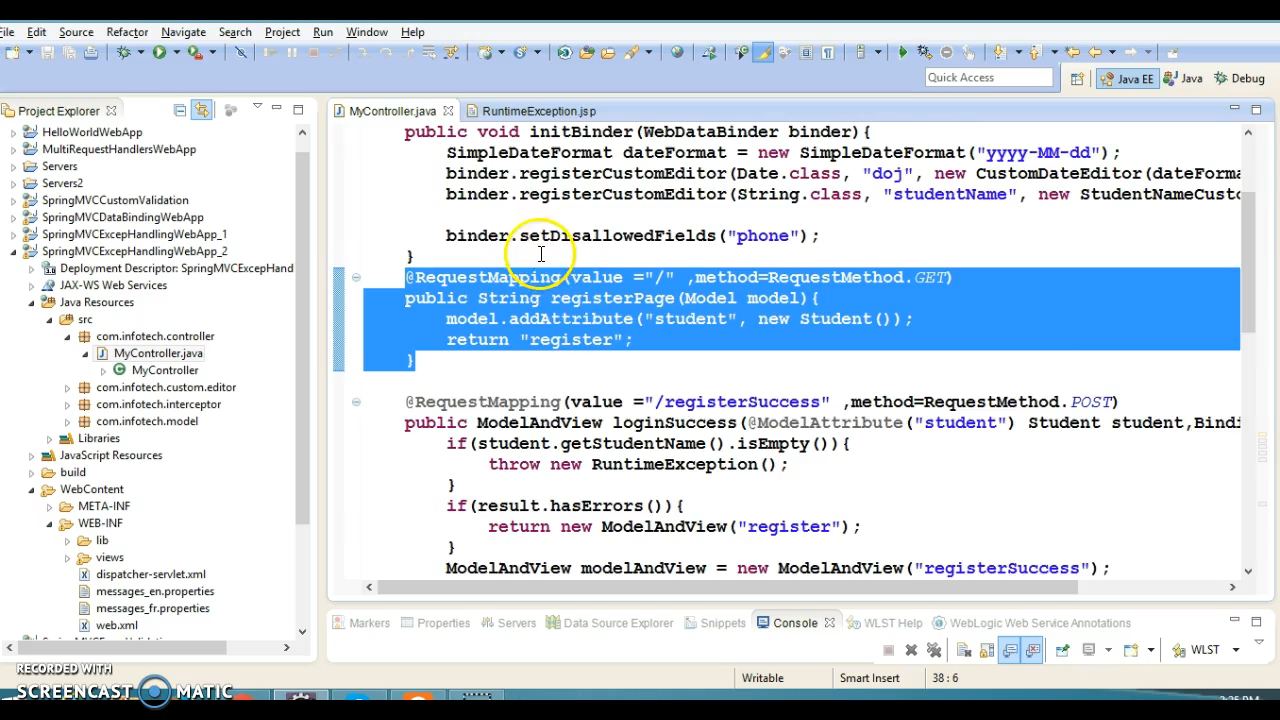 File Edit Source Refactor Navigate Search Project Run Window Help
Quick Access
Java EE
Java
Debug
Project Explorer
HelloWorldWebApp
MultiRequestHandlersWebApp
Servers
Servers2
SpringMVCCustomValidation
SpringMVCDataBindingWebApp
SpringMVCExcepHandlingWebApp_1
SpringMVCExcepHandlingWebApp_2
Deployment Descriptor: SpringMVCExcepHand
JAX-WS Web Services
Java Resources
src
com.infotech.controller
MyController.java
MyController
com.infotech.custom.editor
com.infotech.interceptor
com.infotech.model
Libraries
JavaScript Resources
build
WebContent
META-INF
WEB-INF
lib
views
dispatcher-servlet.xml
messages_en.properties
messages_fr.properties
web.xml
MyController.java
RuntimeException.jsp
public void initBinder(WebDataBinder binder){
SimpleDateFormat dateFormat = new SimpleDateFormat("yyyy-MM-dd");
binder.registerCustomEditor(Date.class, "doj", new CustomDateEditor(dateForma
binder.registerCustomEditor(String.class, "studentName", new StudentNameCusto
binder.setDisallowedFields("phone");
}
@RequestMapping(value ="/" ,method=RequestMethod.GET)
public String registerPage(Model model){
model.addAttribute("student", new Student());
return "register";
}
@RequestMapping(value ="/registerSuccess" ,method=RequestMethod.POST)
public ModelAndView loginSuccess(@ModelAttribute("student") Student student,Bindi
if(student.getStudentName().isEmpty()){
throw new RuntimeException();
}
if(result.hasErrors()){
return new ModelAndView("register");
}
ModelAndView modelAndView = new ModelAndView("registerSuccess");
Markers
Properties
Servers
Data Source Explorer
Snippets
Console
WLST Help
WebLogic Web Service Annotations
WLST
Writable
Smart Insert
38 : 6
RECORDED WITH
SCREENCAST MATIC